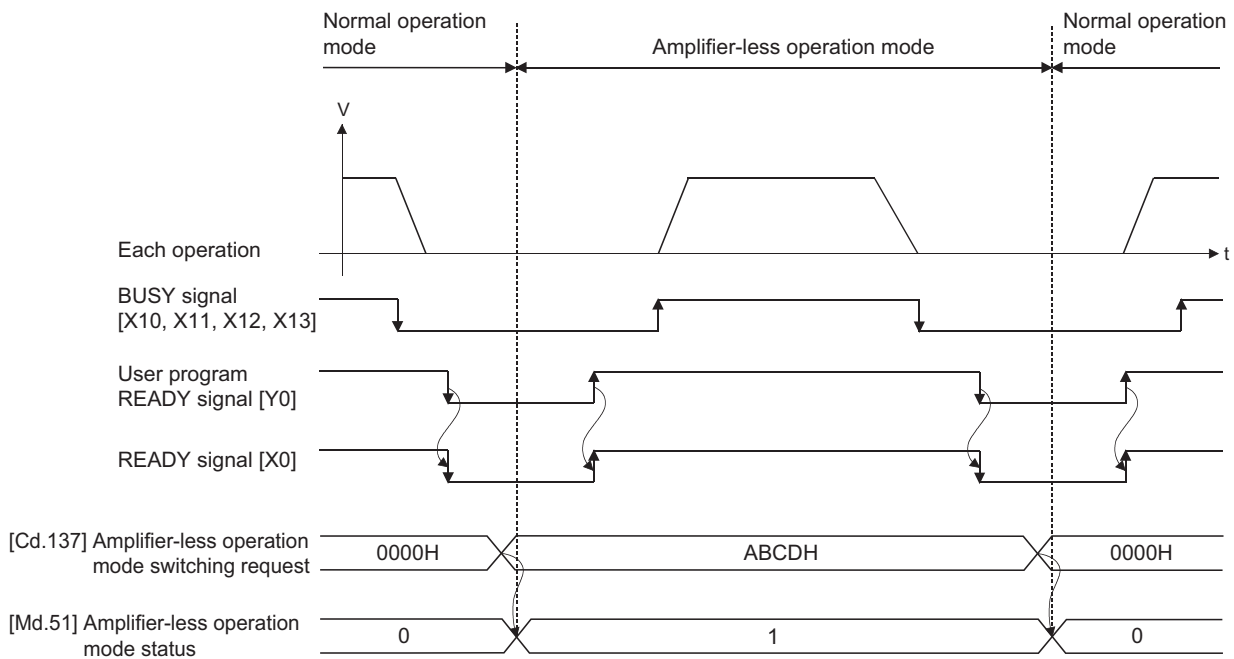 Normal operation
mode
Amplifier-less operation mode
Normal operation
mode
V
Each operation
t
BUSY signal
[X10, X11, X12, X13]
User program
READY signal [Y0]
READY signal [X0]
[Cd.137] Amplifier-less operation
mode switching request
0000H
ABCDH
0000H
[Md.51] Amplifier-less operation
mode status
0
1
0